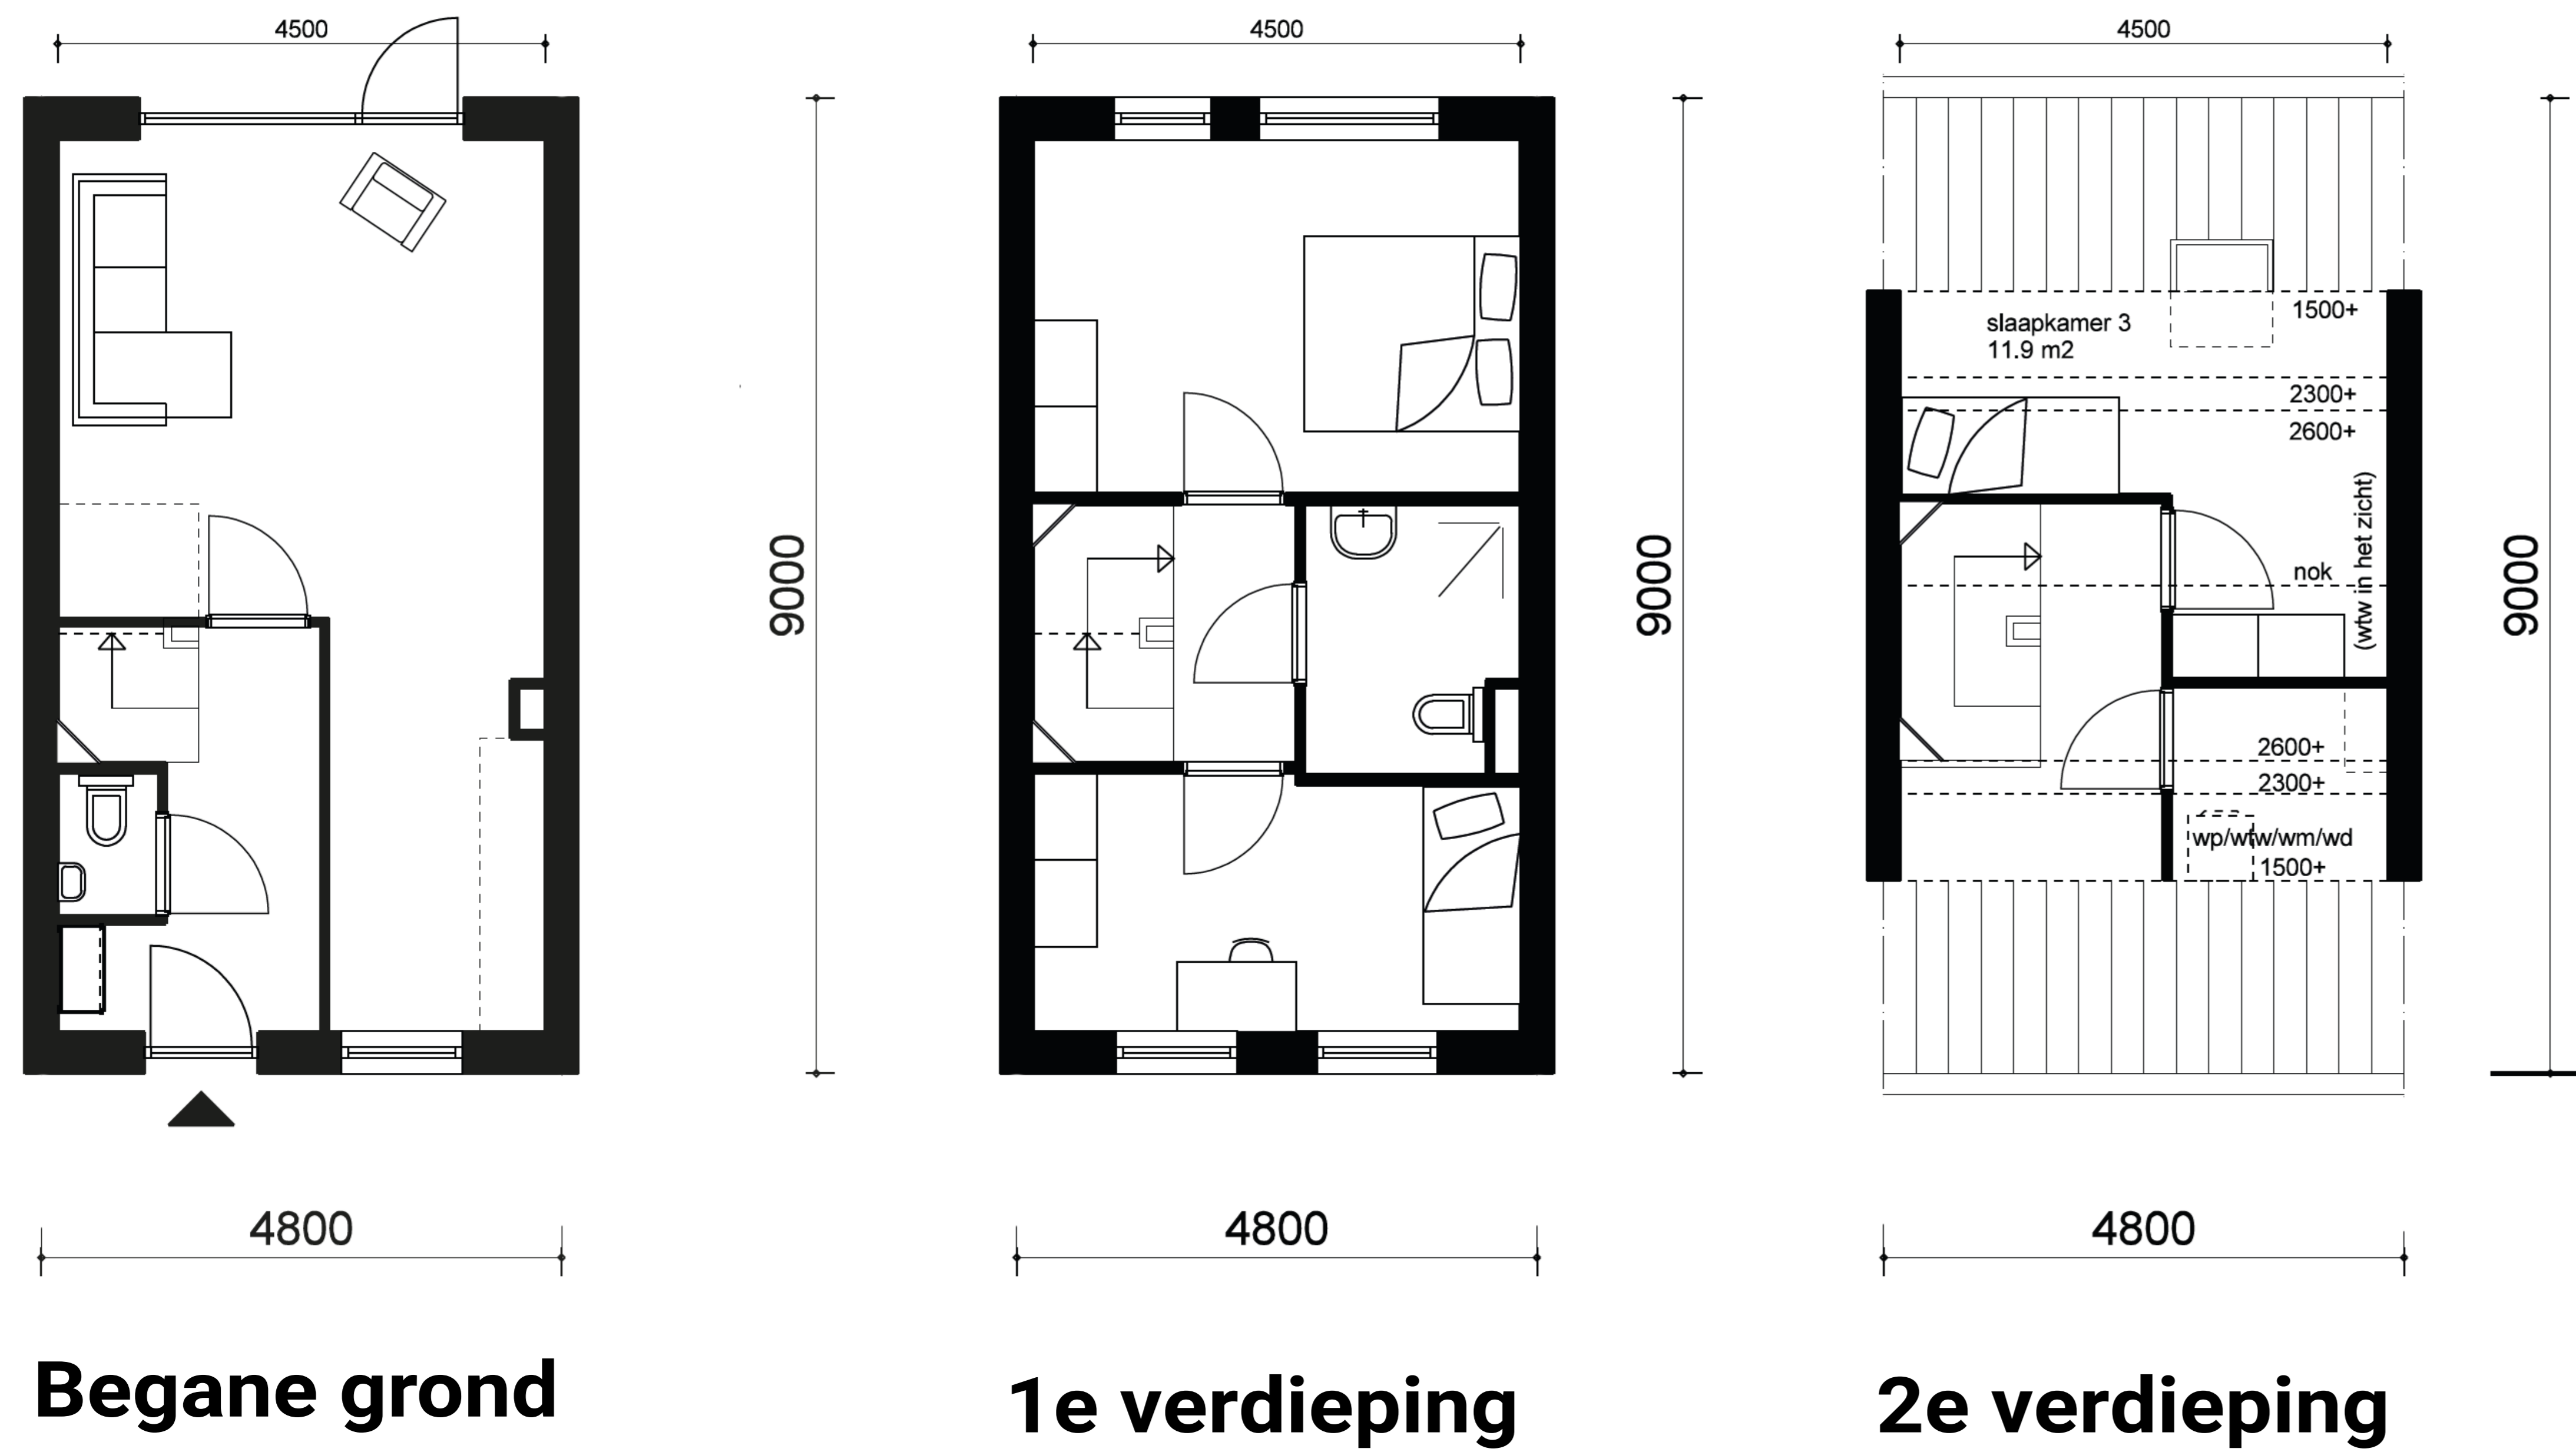 4500
9000
4800
Begane grond
4500
9000
4800
1e verdieping
4500
slaapkamer 3
11.9 m2
1500+
2300+
2600+
(wtw in het zicht)
nok
2600+
2300+
wp/wtw/wm/wd
1500+
9000
4800
2e verdieping